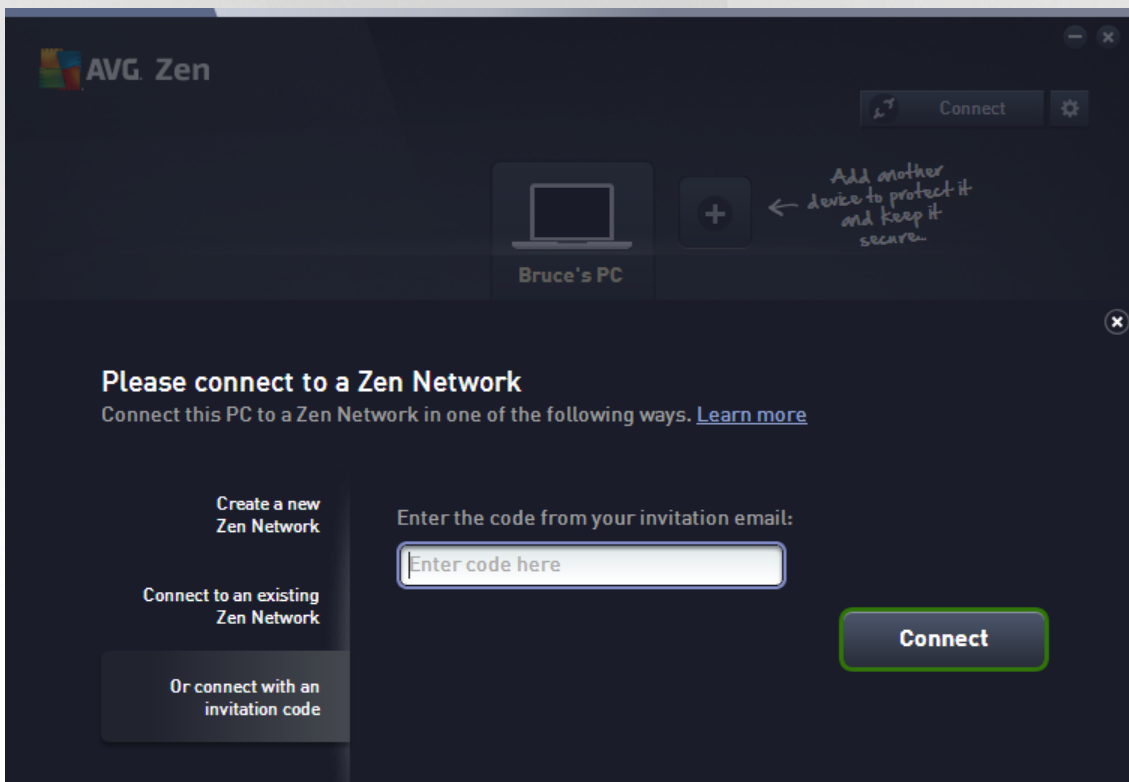 AVG. Zen
Connect
Add another
device to protect it
and keep it
secure
Bruce's PC
Please connect to a Zen Network
Connect this PC to a Zen Network in one of the following ways. Learn more
Create a new
Zen Network
Enter the code from your invitation email:
Enter code here
Connect to an existing
Zen Network
Connect
Or connect with an
invitation code